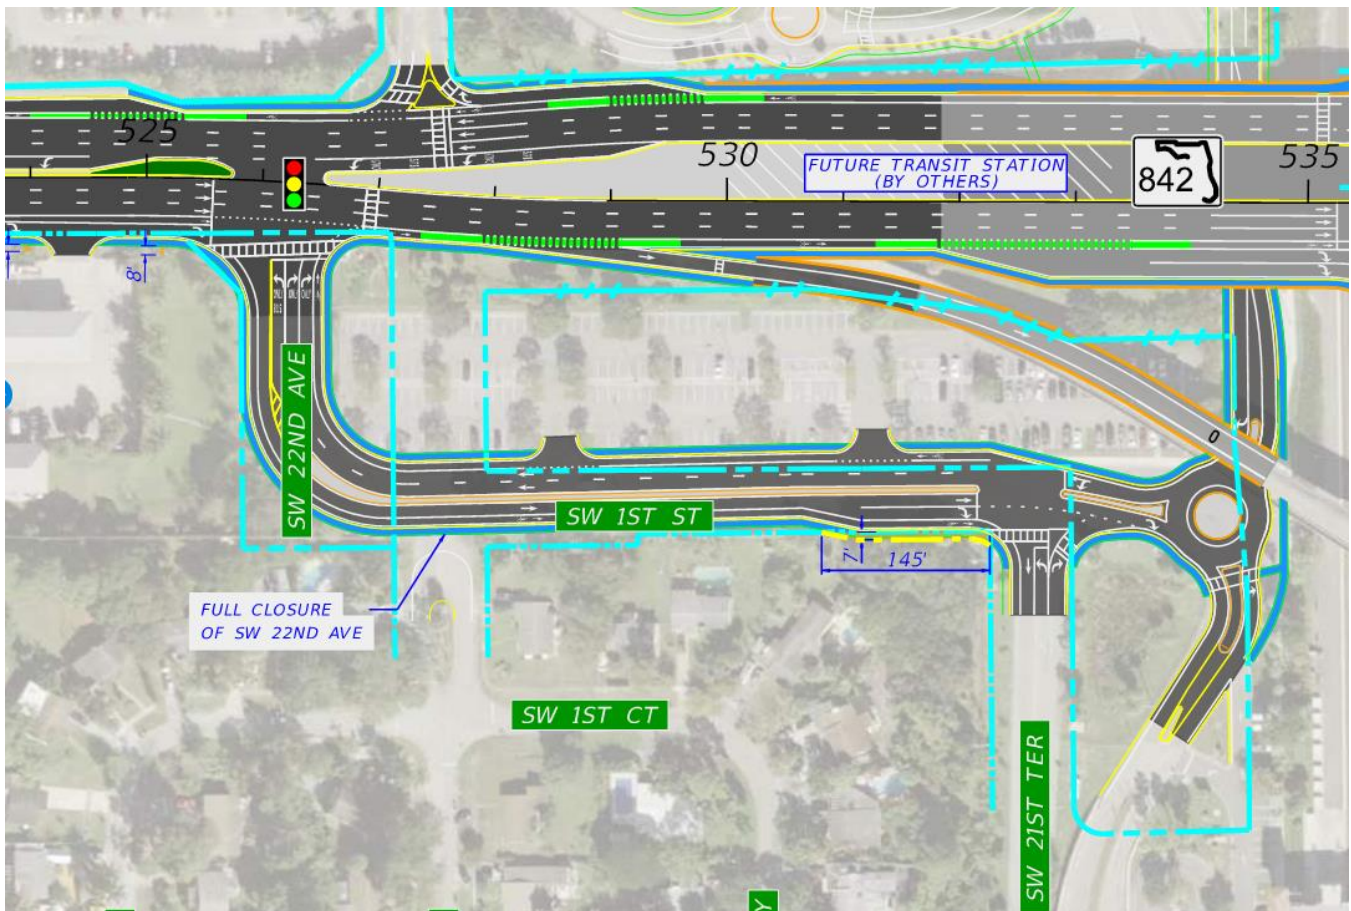 525
530
535
FUTURE TRANSIT STATION
(BY OTHERS)
842
8'
SW 22ND AVE
0
SW 1ST ST
7'
145'
FULL CLOSURE
OF SW 22ND AVE
SW 1ST CT
SW 21ST TER
Y